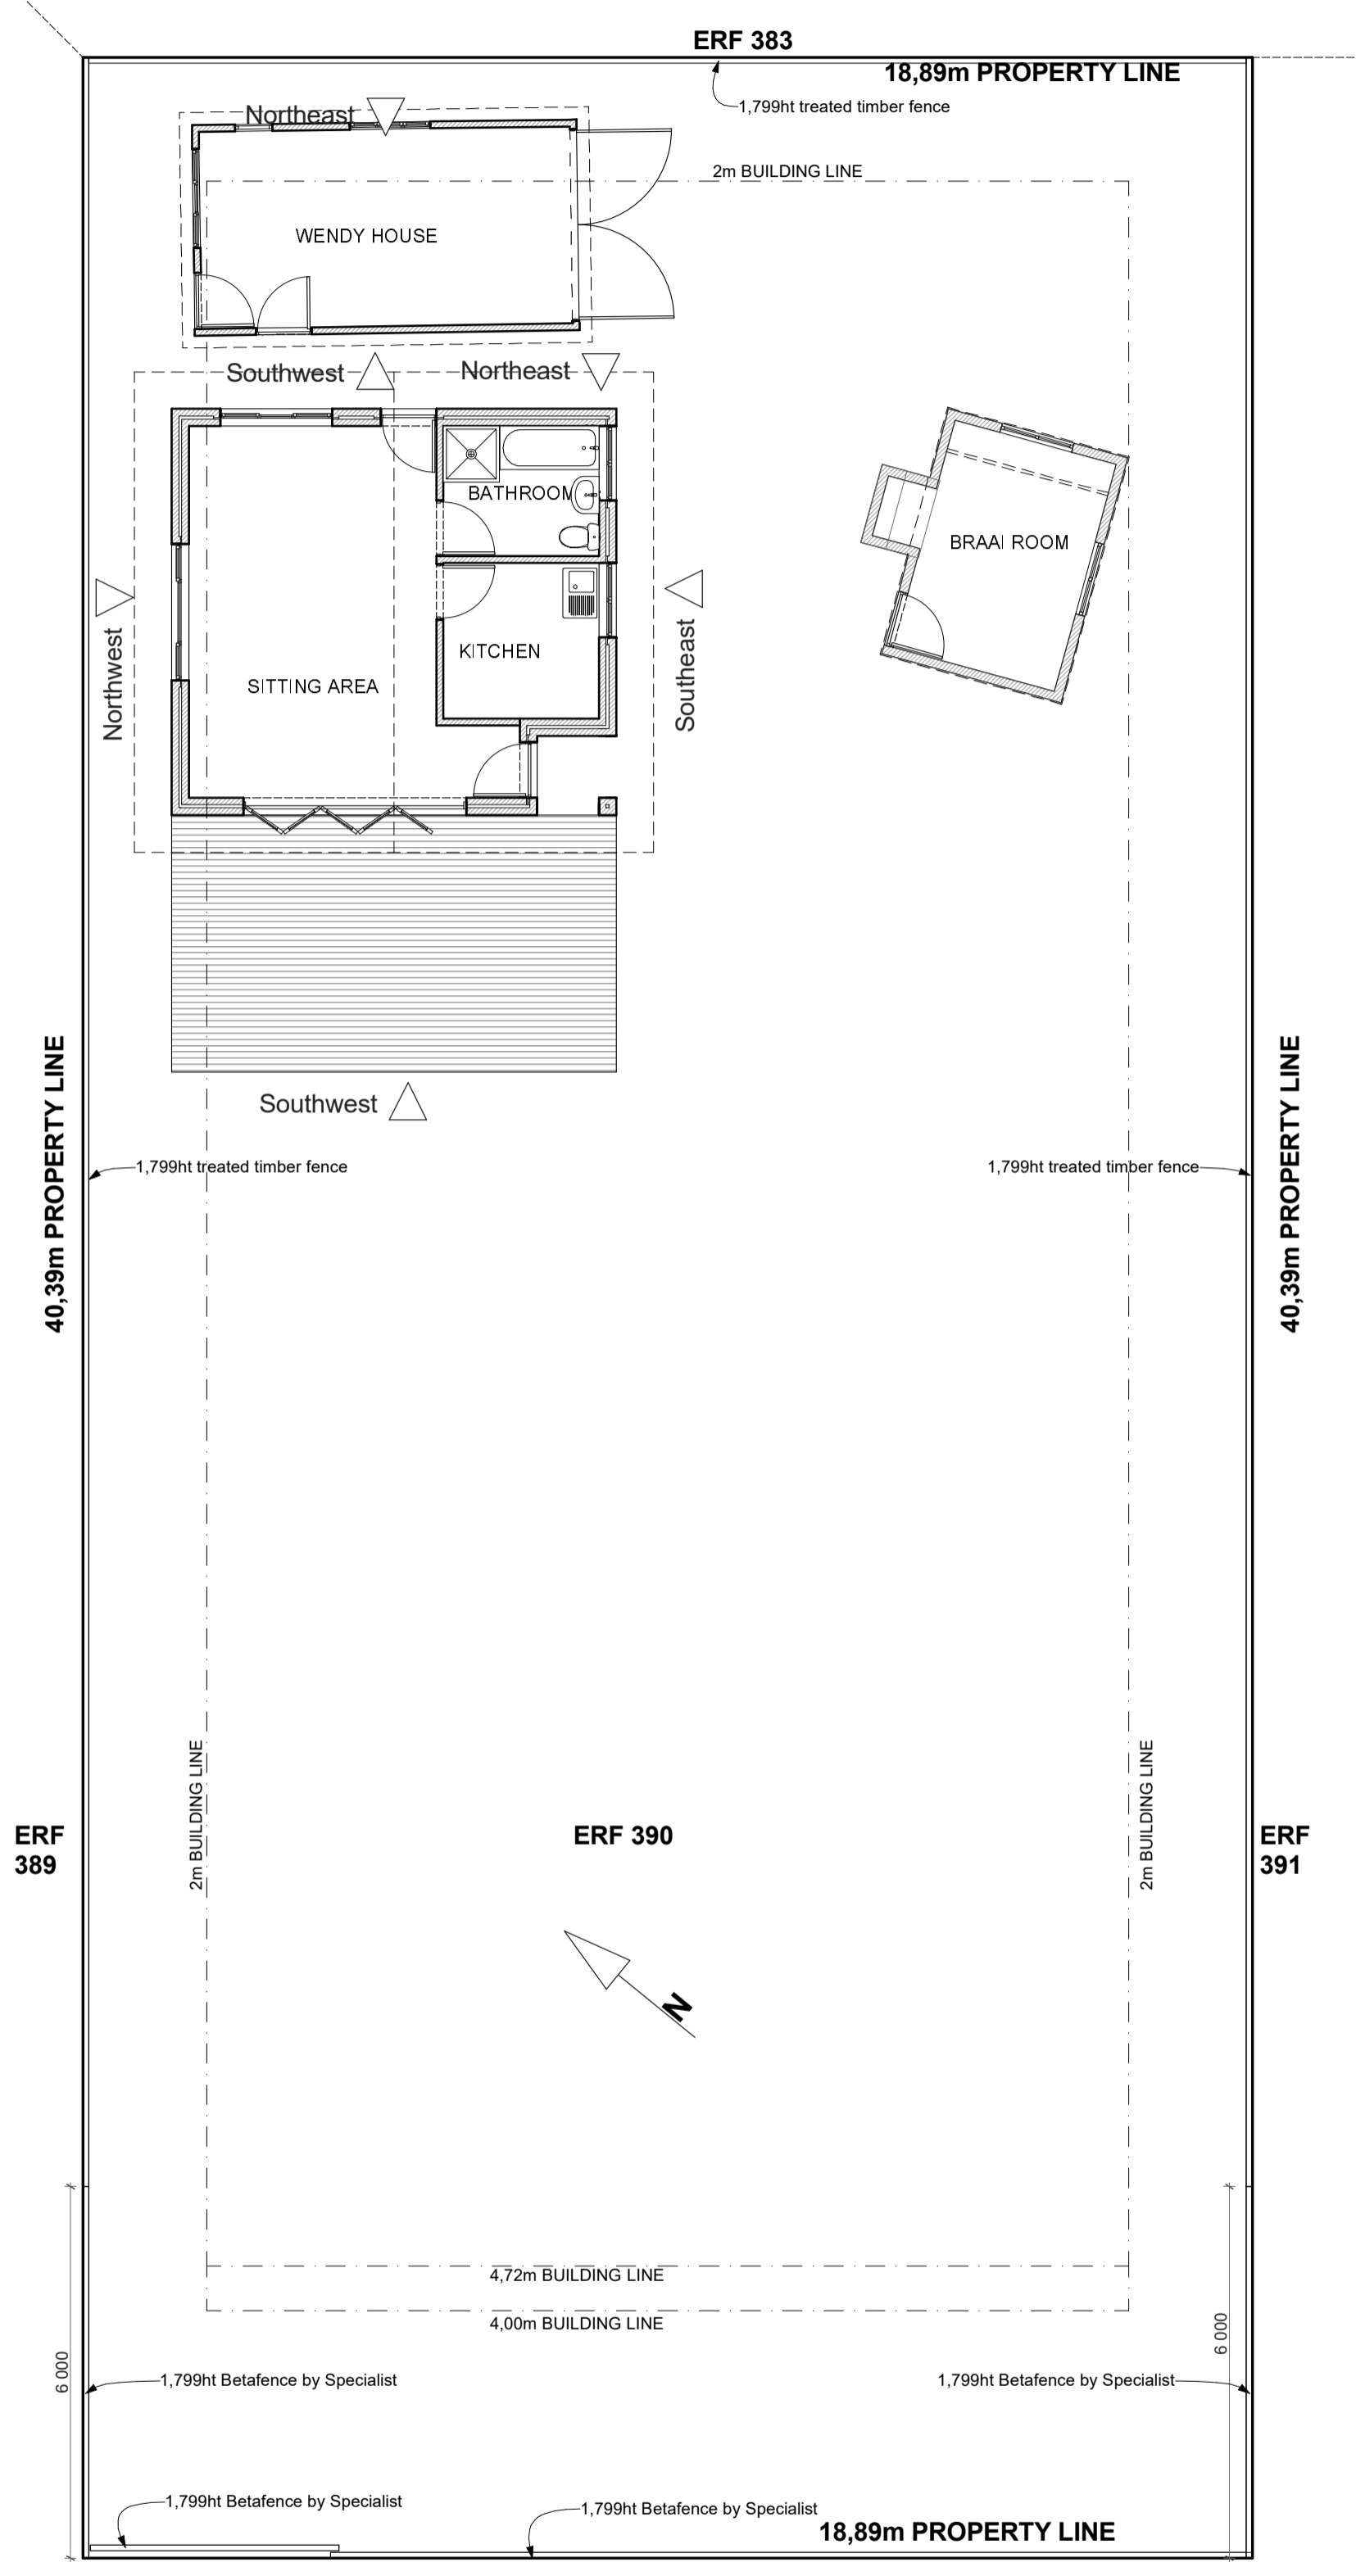 ERF 383
18,89m PROPERTY LINE
1,799ht treated timber fence
Northeast
2m BUILDING LINE
WENDY HOUSE
Southwest
Northeast
BATHROOM
BRAAI ROOM
KITCHEN
SITTING AREA
Northwest
Southeast
Southwest
40,39m PROPERTY LINE
40,39m PROPERTY LINE
1,799ht treated timber fence
1,799ht treated timber fence
2m BUILDING LINE
2m BUILDING LINE
ERF
389
ERF 390
ERF
391
N
4,72m BUILDING LINE
4,00m BUILDING LINE
6 000
6 000
1,799ht Betafence by Specialist
1,799ht Betafence by Specialist
1,799ht Betafence by Specialist
1,799ht Betafence by Specialist
18,89m PROPERTY LINE